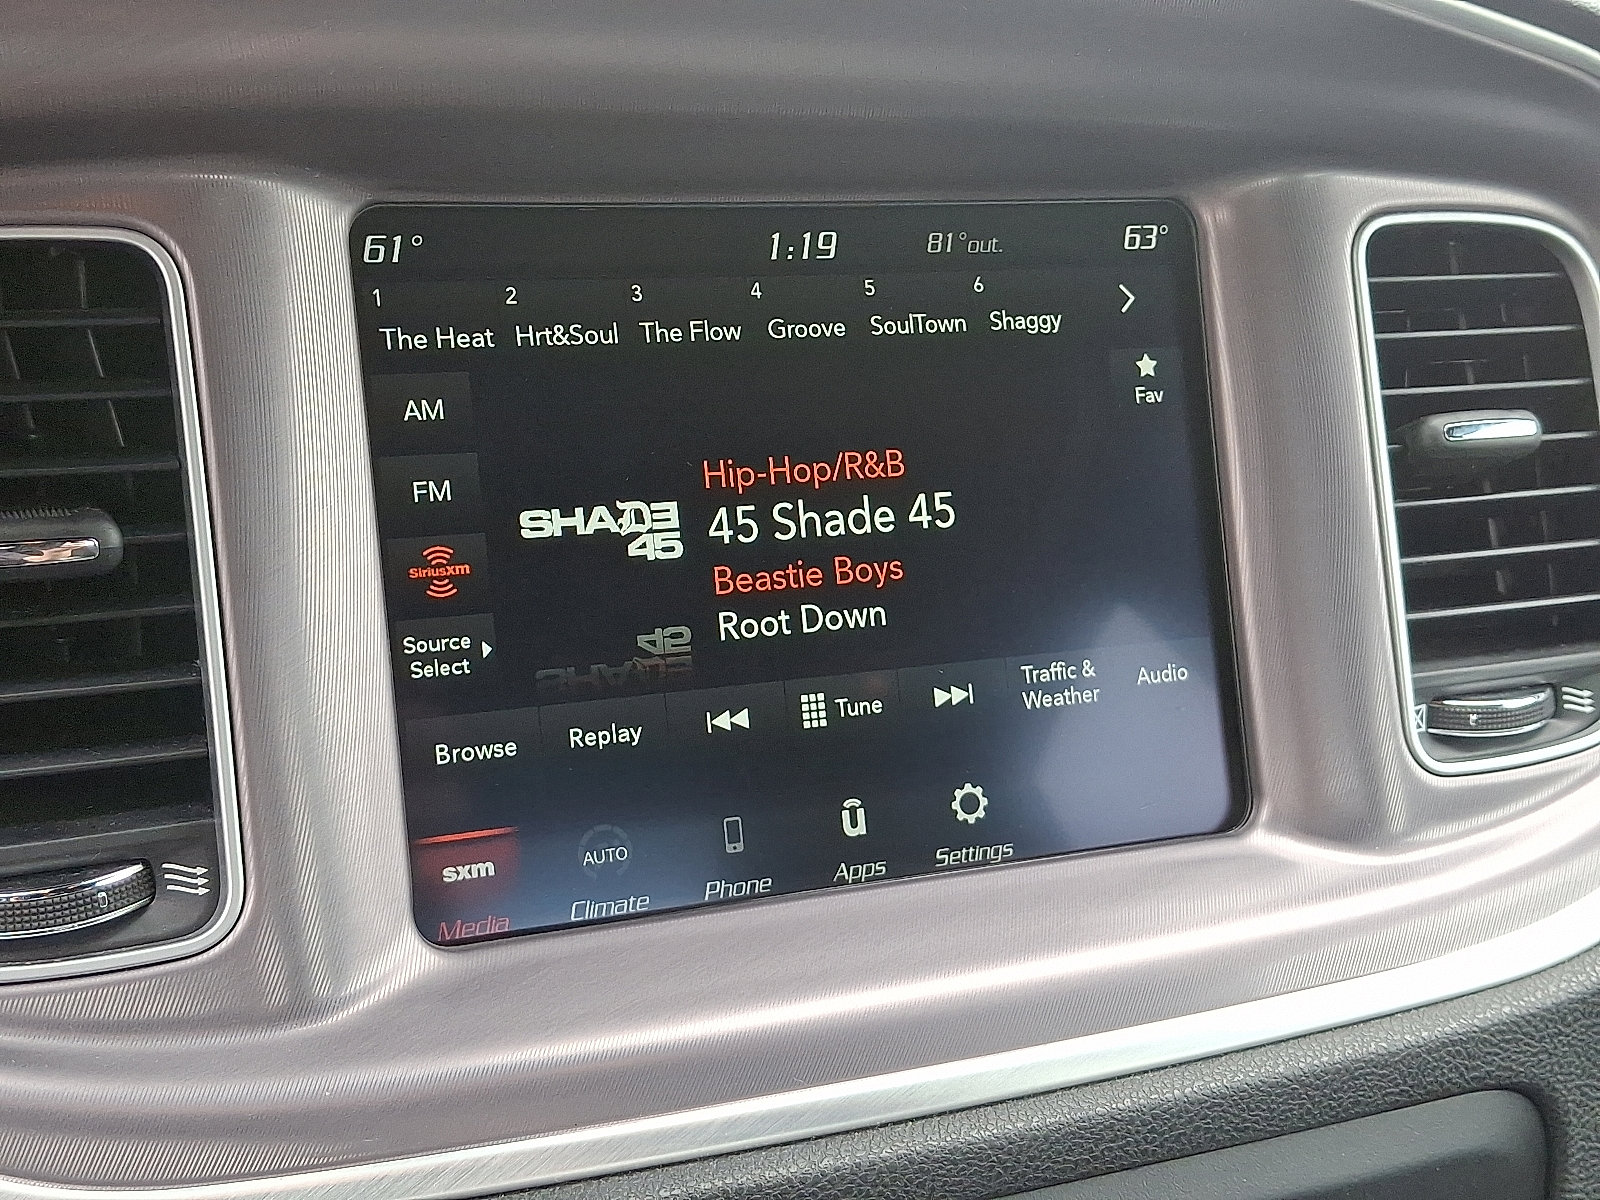 61° 1:19 81°out. 63°
1 2 3 4 5 6
The Heat Hrt&Soul The Flow Groove SoulTown Shaggy
Fav
AM
FM
SiriusXm
Source
Select
Hip-Hop/R&B
SHADE
45
45 Shade 45
Beastie Boys
Root Down
Browse Replay Tune
Traffic &
Weather
Audio
sxm
Media
AUTO
Climate
Phone
u
Apps
Settings